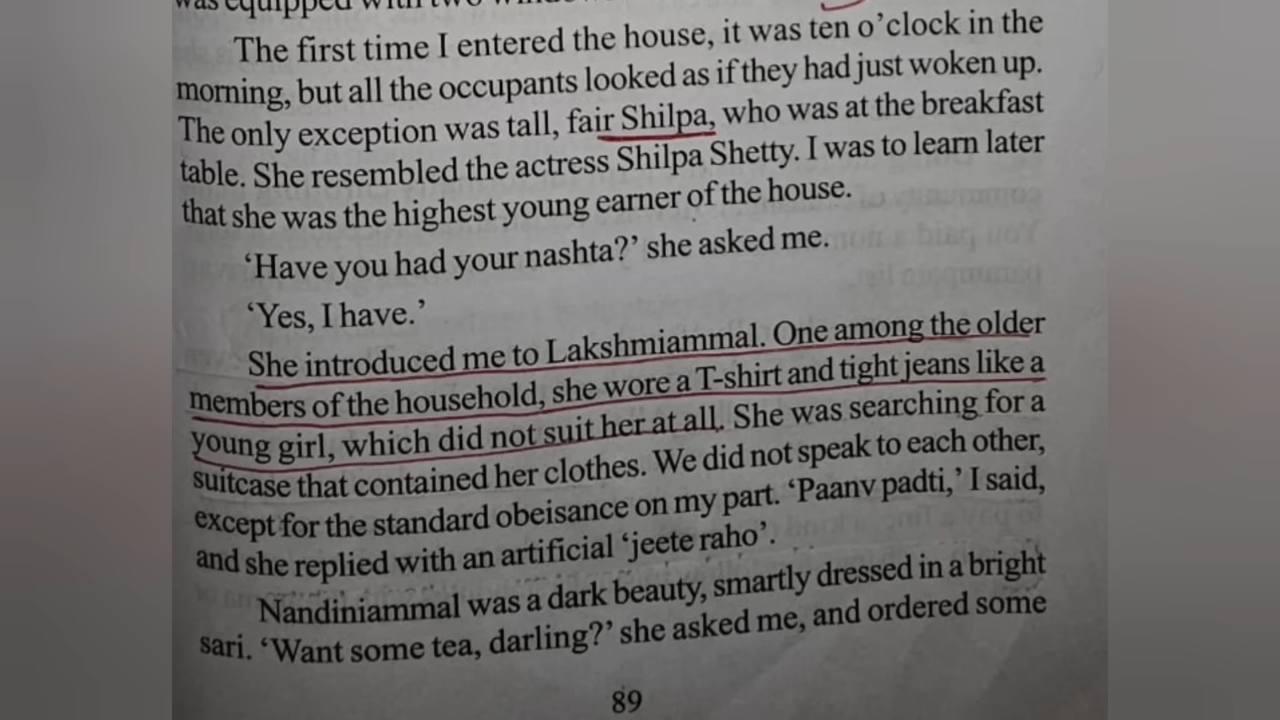 was equipped with two
The first time I entered the house, it was ten o’clock in the
morning, but all the occupants looked as if they had just woken up.
The only exception was tall, fair Shilpa, who was at the breakfast
table. She resembled the actress Shilpa Shetty. I was to learn later
that she was the highest young earner of the house.
‘Have you had your nashta?’ she asked me.
‘Yes, I have.’
She introduced me to Lakshmiammal. One among the older
members of the household, she wore a T-shirt and tight jeans like a
young girl, which did not suit her at all. She was searching for a
suitcase that contained her clothes. We did not speak to each other,
except for the standard obeisance on my part. ‘Paanv padti,’ I said,
and she replied with an artificial ‘jeete raho’.
Nandiniammal was a dark beauty, smartly dressed in a bright
sari. ‘Want some tea, darling?’ she asked me, and ordered some
89